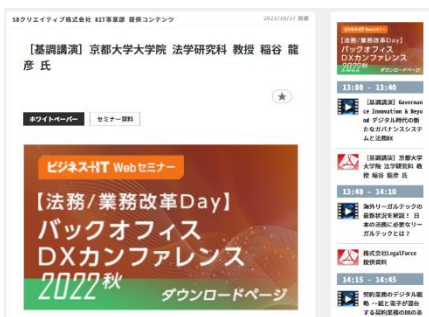 SBクリエイティブ株式会社 BIT事業部 提供コンテンツ
2022/10/27 掲載
[基調講演] 京都大学大学院 法学研究科 教授 稲谷 龍
彦 氏
ホワイトペーパー
セミナー資料
ビジネス+IT Webセミナー
【法務/業務改革Day】
バックオフィス
DXカンファレンス
2022秋
ダウンロードページ
ビジネス+IT Webセミナー
【法務/業務改革Day】
バックオフィス
DXカンファレンス
2022秋
ダウンロードページ
13:00 - 13:40
[基調講演] Governan
ce Innovation & Beyo
nd デジタル時代の新
たなガバナンスシステ
ムと法務DX
[基調講演] 京都大学
大学院 法学研究科 教
授 稲谷 龍彦 氏
13:40 - 14:10
海外リーガルテックの
最新状況を解説! 日
本の法務に必要なリー
ガルテックとは?
株式会社LegalForce
提供資料
14:15 - 14:45
契約業務のデジタル戦
略 ~紙と電子が混在
する契約業務のDXのあ